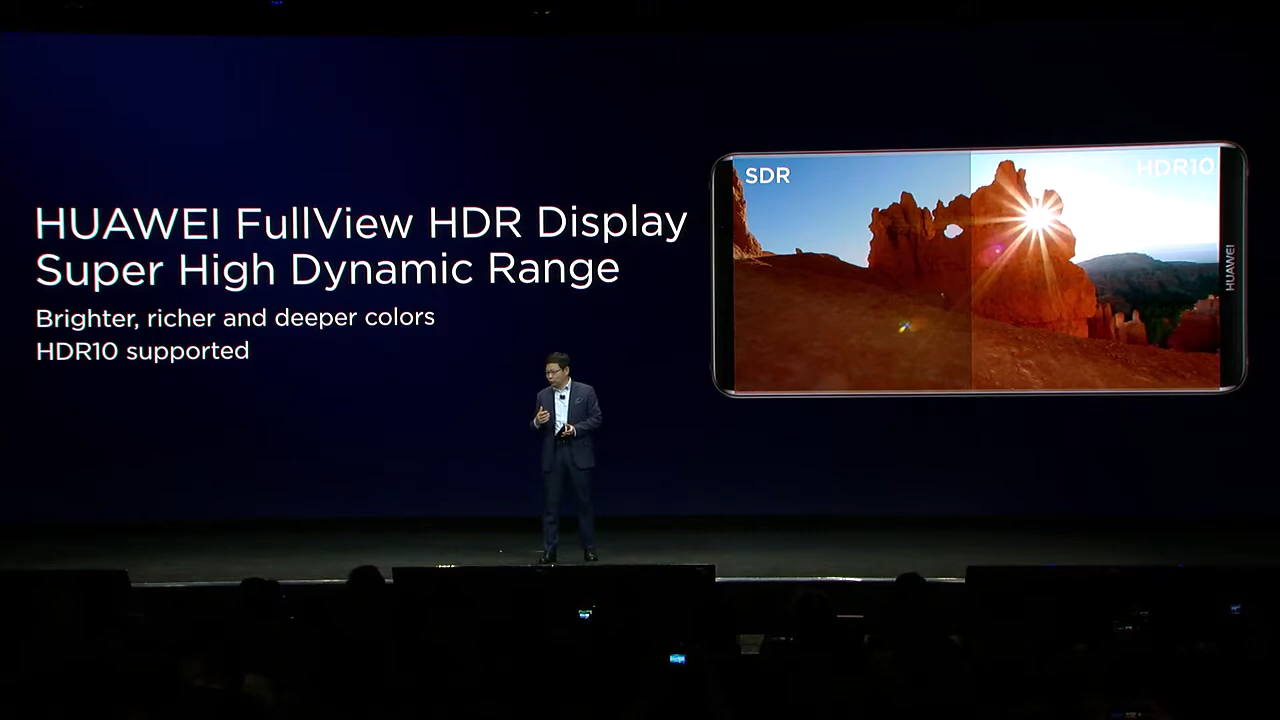 HUAWEI FullView HDR Display
Super High Dynamic Range
Brighter, richer and deeper colors
HDR10 supported
SDR
HDR10
HUAWEI